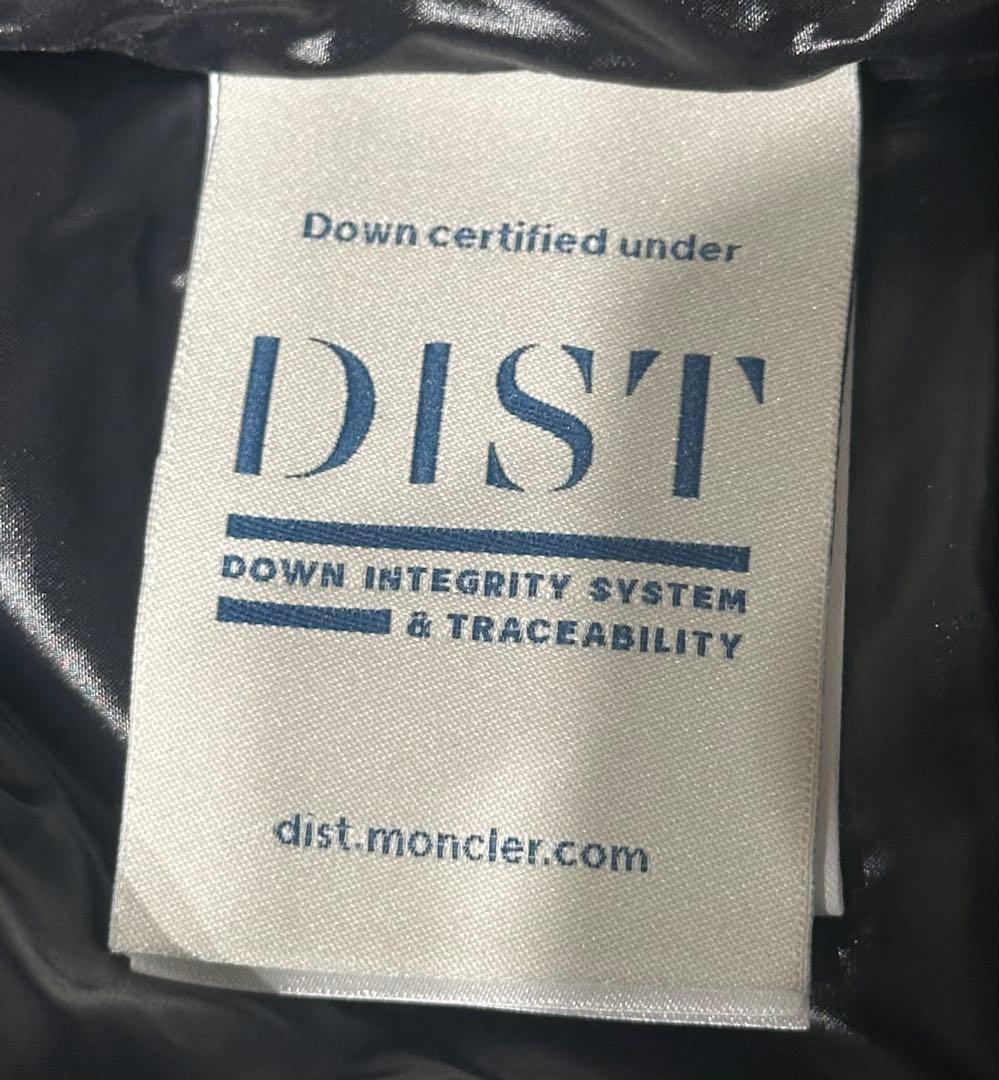 Down certified under
DIST
DOWN INTEGRITY SYSTEM
& TRACEABILITY
dist.moncler.com